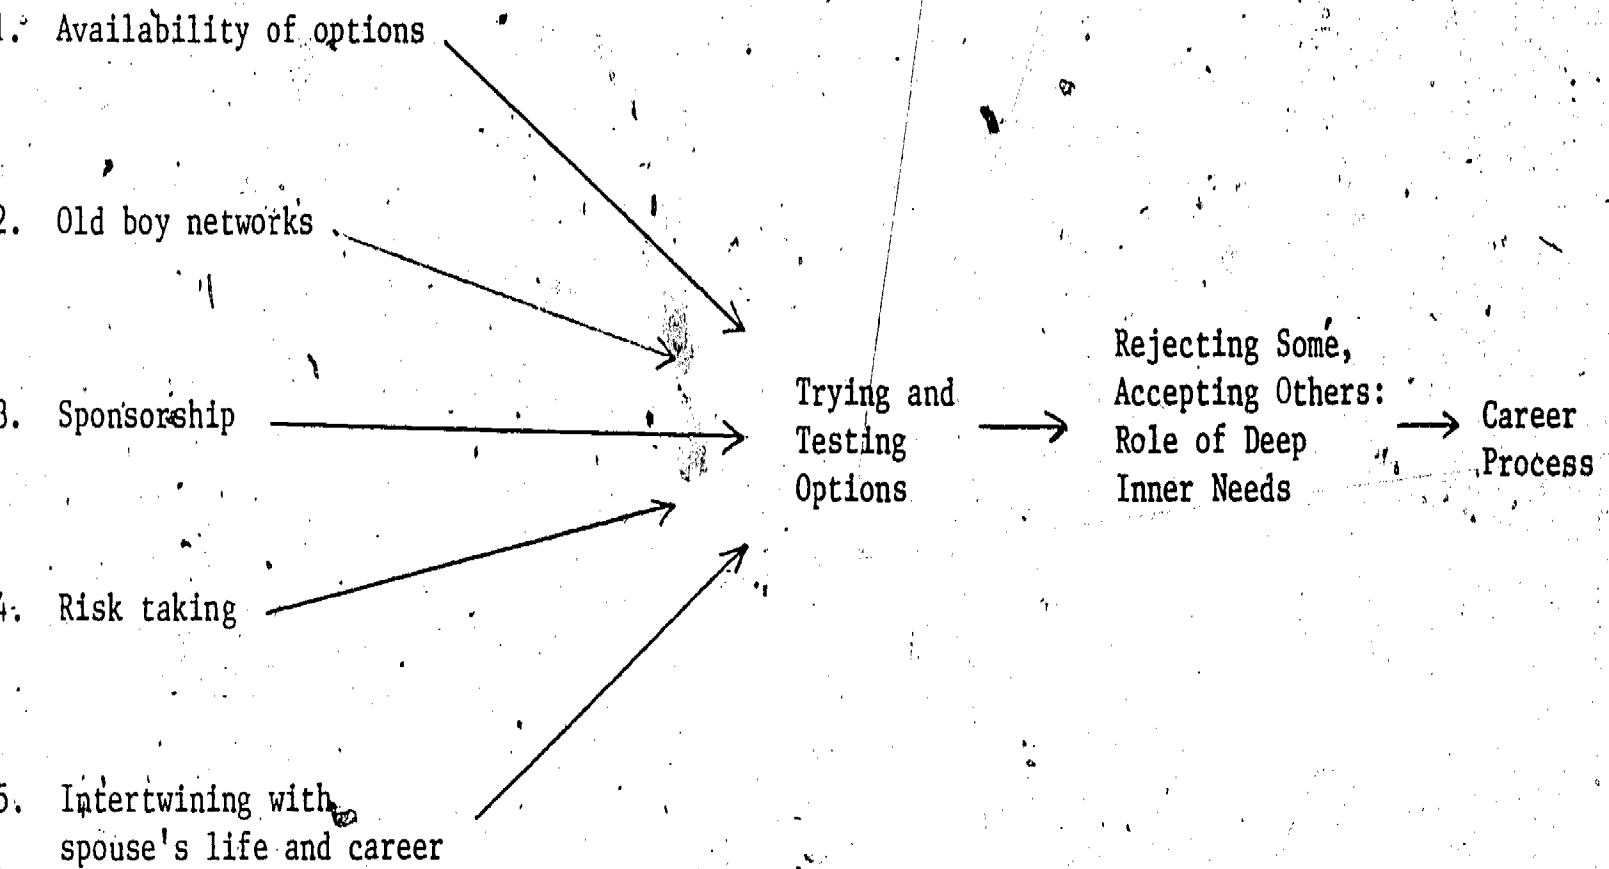 1. Availability of options
2. Old boy networks
3. Sponsorship
4. Risk taking
5. Intertwining with
spouse's life and career
Trying and
Testing
Options
Rejecting Some,
Accepting Others:
Role of Deep
Inner Needs
Career
Process